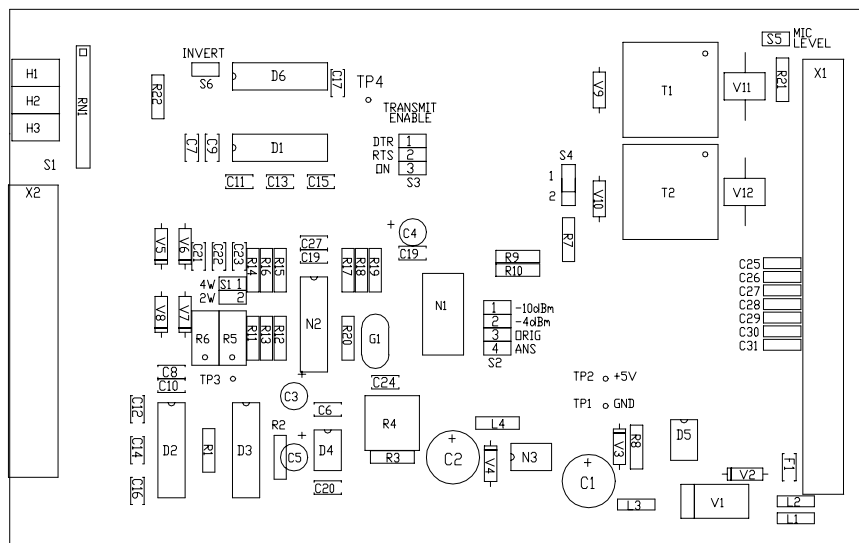 MIC
S5 LEVEL
INVERT
S6
D6
C17
TP4
TRANSMIT
ENABLE
H1
H2
H3
RN1
R22
V9
T1
V11
R21
X1
S1
C7
C9
D1
DTR 1
RTS 2
ON 3
S3
C11
C13
C15
S4
1
2
V10
T2
V12
X2
R7
C4
C19
V5
V6
C21
C22
C23
C27
C19
R14
R16
R15
R17
R18
R19
R9
R10
C25
C26
C27
C28
C29
C30
C31
4W S1 1
2W 2
V8
V7
R6
R5
R11
R13
R12
N2
R20
G1
N1
1 -10dBm
2 -4dBm
3 ORIG
4 ANS
S2
C8
C10
TP3
C3
C24
TP2 +5V
TP1 GND
C12
C14
C16
D2
R1
D3
R2
C5
C6
D4
C20
R4
R3
L4
C2
V4
N3
C1
V3
R8
D5
V2
F1
L3
V1
L2
L1